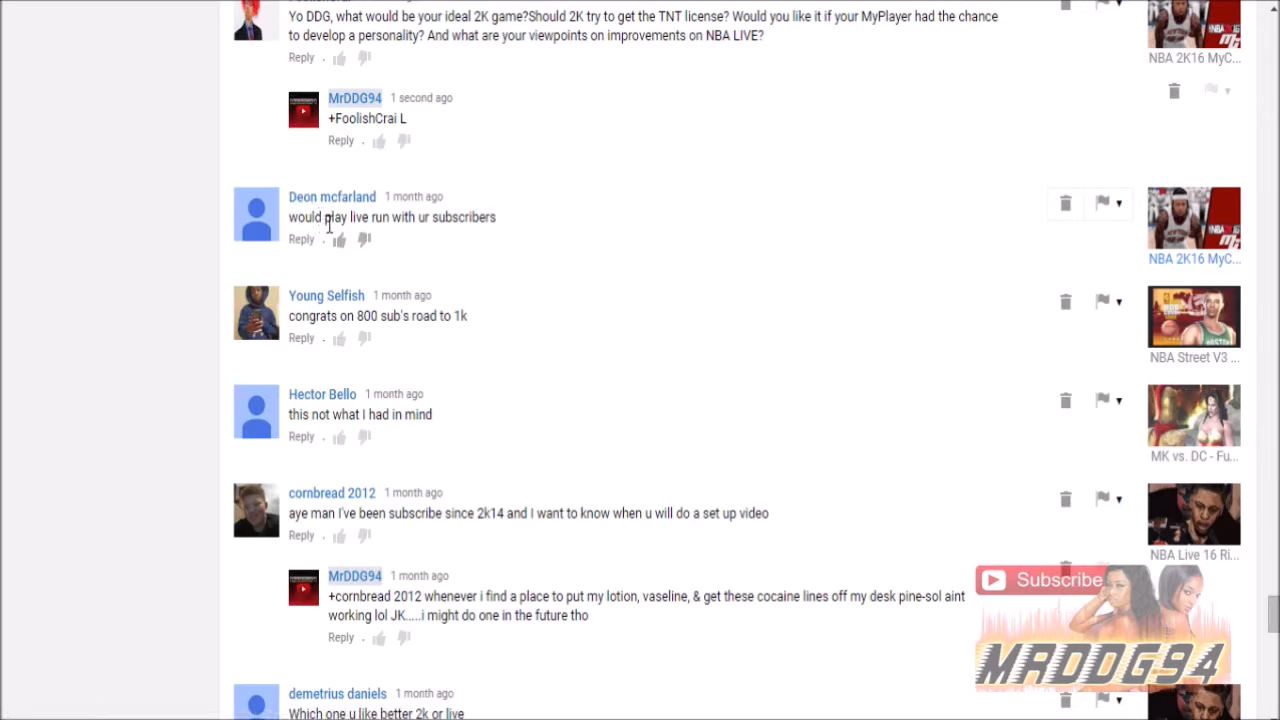 Yo DDG, what would be your ideal 2K game?Should 2K try to get the TNT license? Would you like it if your MyPlayer had the chance
to develop a personality? And what are your viewpoints on improvements on NBA LIVE?
Reply .
NBA 2K16 MyC...
MrDDG94 1 second ago
+FoolishCrai L
Reply .
Deon mcfarland 1 month ago
would play live run with ur subscribers
Reply .
NBA 2K16 MyC...
Young Selfish 1 month ago
congrats on 800 sub's road to 1k
Reply .
NBA Street V3 ...
Hector Bello 1 month ago
this not what I had in mind
Reply .
MK vs. DC - Fu...
cornbread 2012 1 month ago
aye man I've been subscribe since 2k14 and I want to know when u will do a set up video
Reply .
NBA Live 16 Ri...
MrDDG94 1 month ago
+cornbread 2012 whenever i find a place to put my lotion, vaseline, & get these cocaine lines off my desk pine-sol aint
working lol JK.....i might do one in the future tho
Reply .
Subscribe
MRDDG94
demetrius daniels 1 month ago
Which one u like better 2k or live